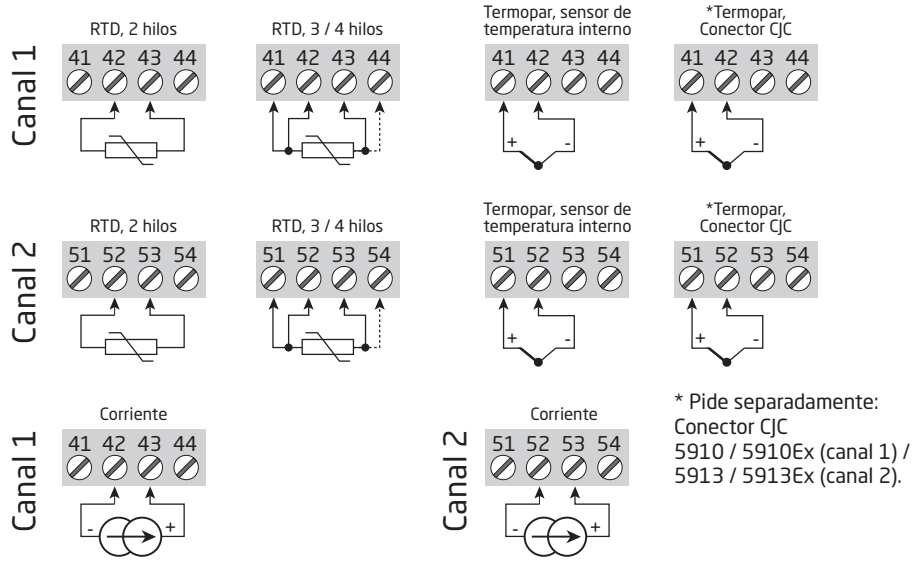 Canal 1
RTD, 2 hilos
41 42 43 44
RTD, 3 / 4 hilos
41 42 43 44
Termopar, sensor de
temperatura interno
41 42 43 44
+ -
*Termopar,
Conector CJC
41 42 43 44
+ -
Canal 2
RTD, 2 hilos
51 52 53 54
RTD, 3 / 4 hilos
51 52 53 54
Termopar, sensor de
temperatura interno
51 52 53 54
+ -
*Termopar,
Conector CJC
51 52 53 54
+ -
Canal 1
Corriente
41 42 43 44
- +
Canal 2
Corriente
51 52 53 54
- +
* Pide separadamente:
Conector CJC
5910 / 5910Ex (canal 1) /
5913 / 5913Ex (canal 2).